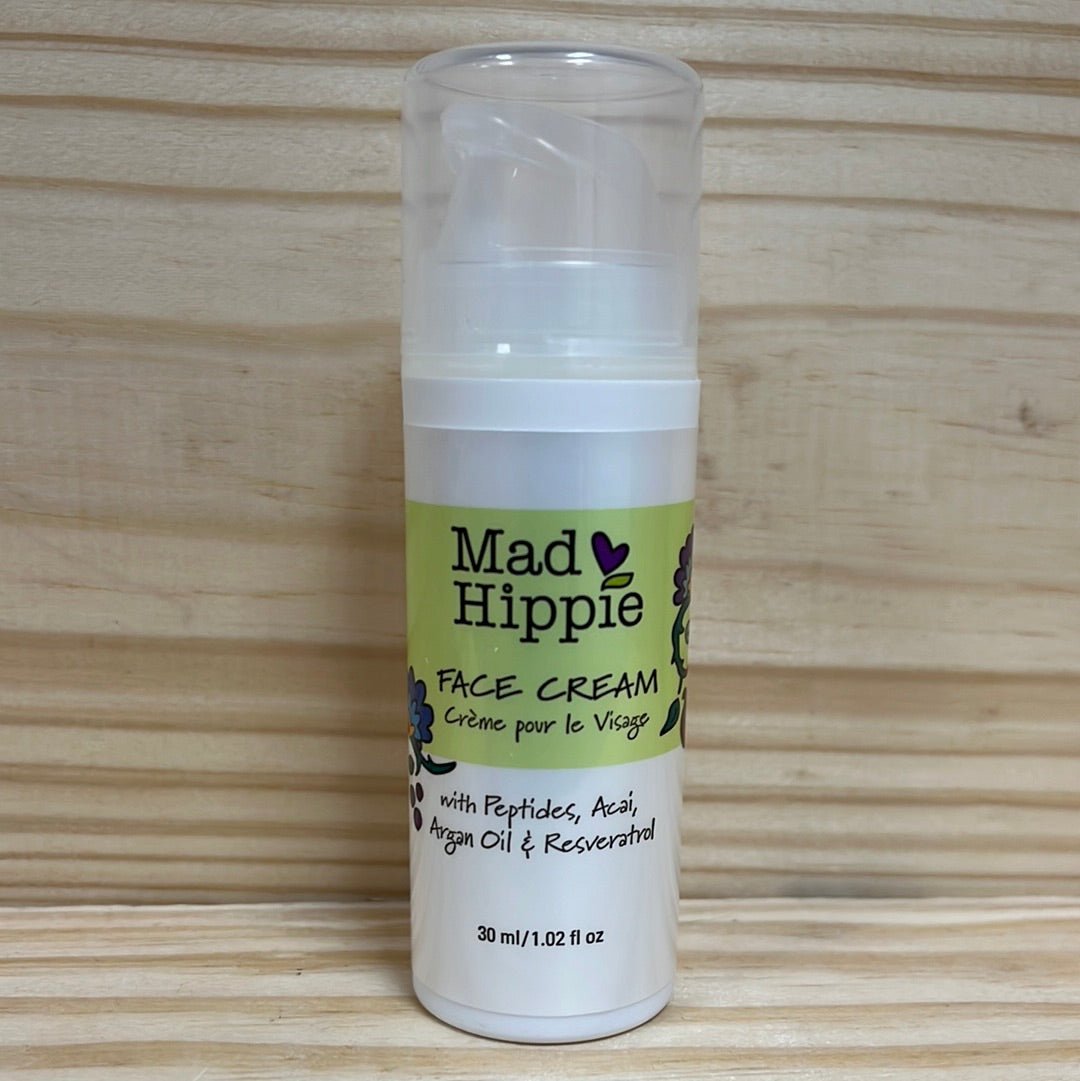 Mad
Hippie
FACE CREAM
Crème pour le Visage
with Peptides, Acai,
Argan Oil & Resveratrol
30 ml/1.02 fl oz